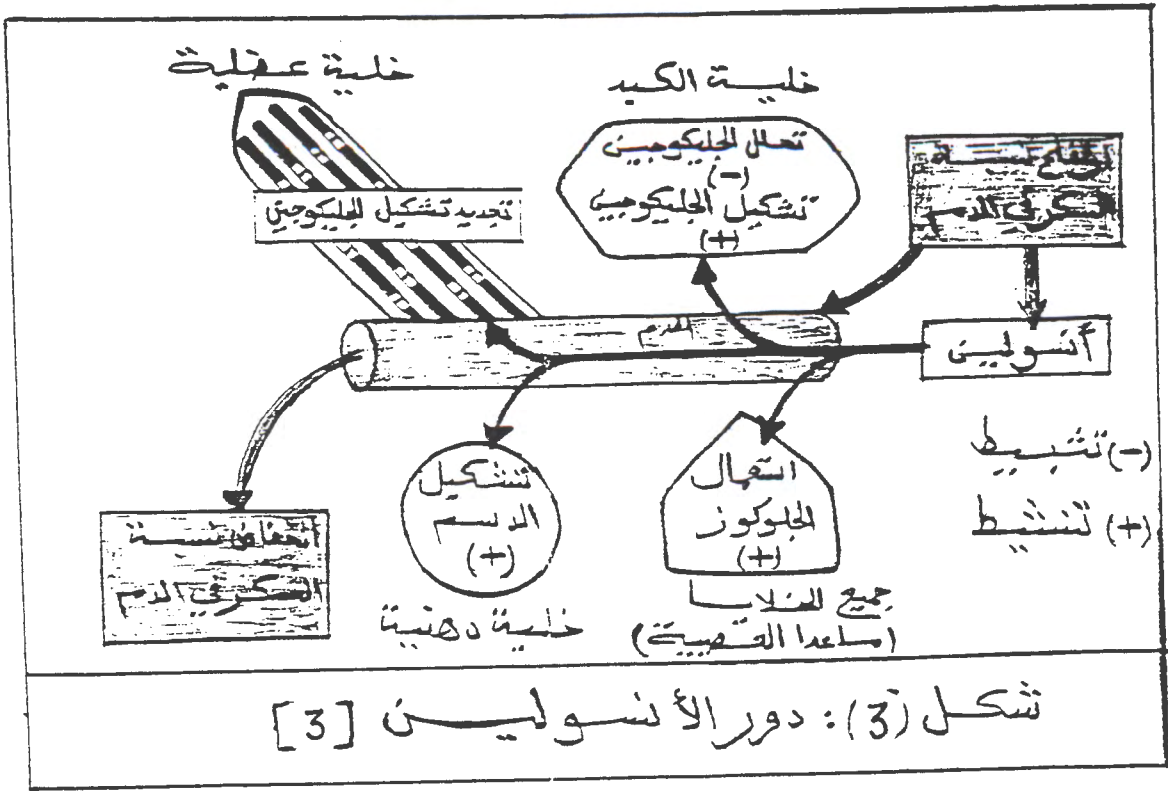 خلية عضلية
خلية الكبد
تحلل الجليكوجين
(-)
تشكيل الجليكوجين
(+)
ارتفاع نسبة
السكر في الدم
تجديد تشكيل الجليكوجين
الدم
أنسولين
(-) تثبيط
(+) تنشيط
استعمال
الجلوكوز
(+)
جميع الخلايا
(ماعدا العصبية)
تشكيل
الدسم
(+)
خلية دهنية
انخفاض نسبة
السكر في الدم
شكل (3): دور الأنسولين [3]